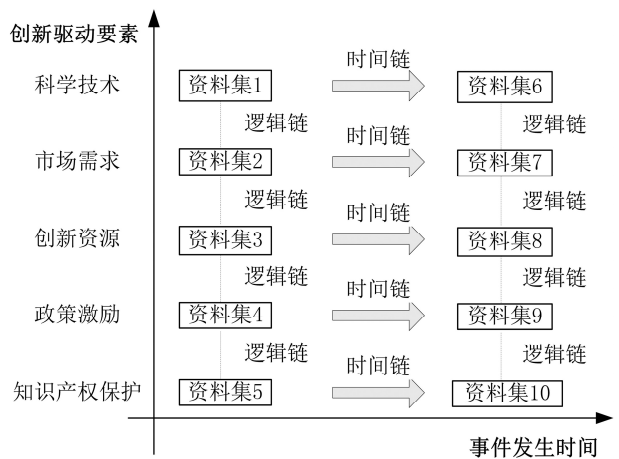 创新驱动要素
时间链
科学技术
资料集1
资料集6
逻辑链
逻辑链
时间链
市场需求
资料集2
资料集7
逻辑链
逻辑链
时间链
创新资源
资料集3
资料集8
逻辑链
逻辑链
时间链
政策激励
资料集4
资料集9
逻辑链
逻辑链
时间链
知识产权保护
资料集5
资料集10
事件发生时间